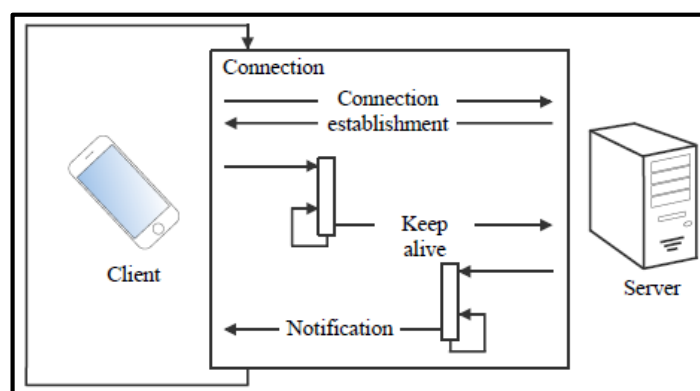 Connection
Connection
establishment
Keep
alive
Client
Server
Notification